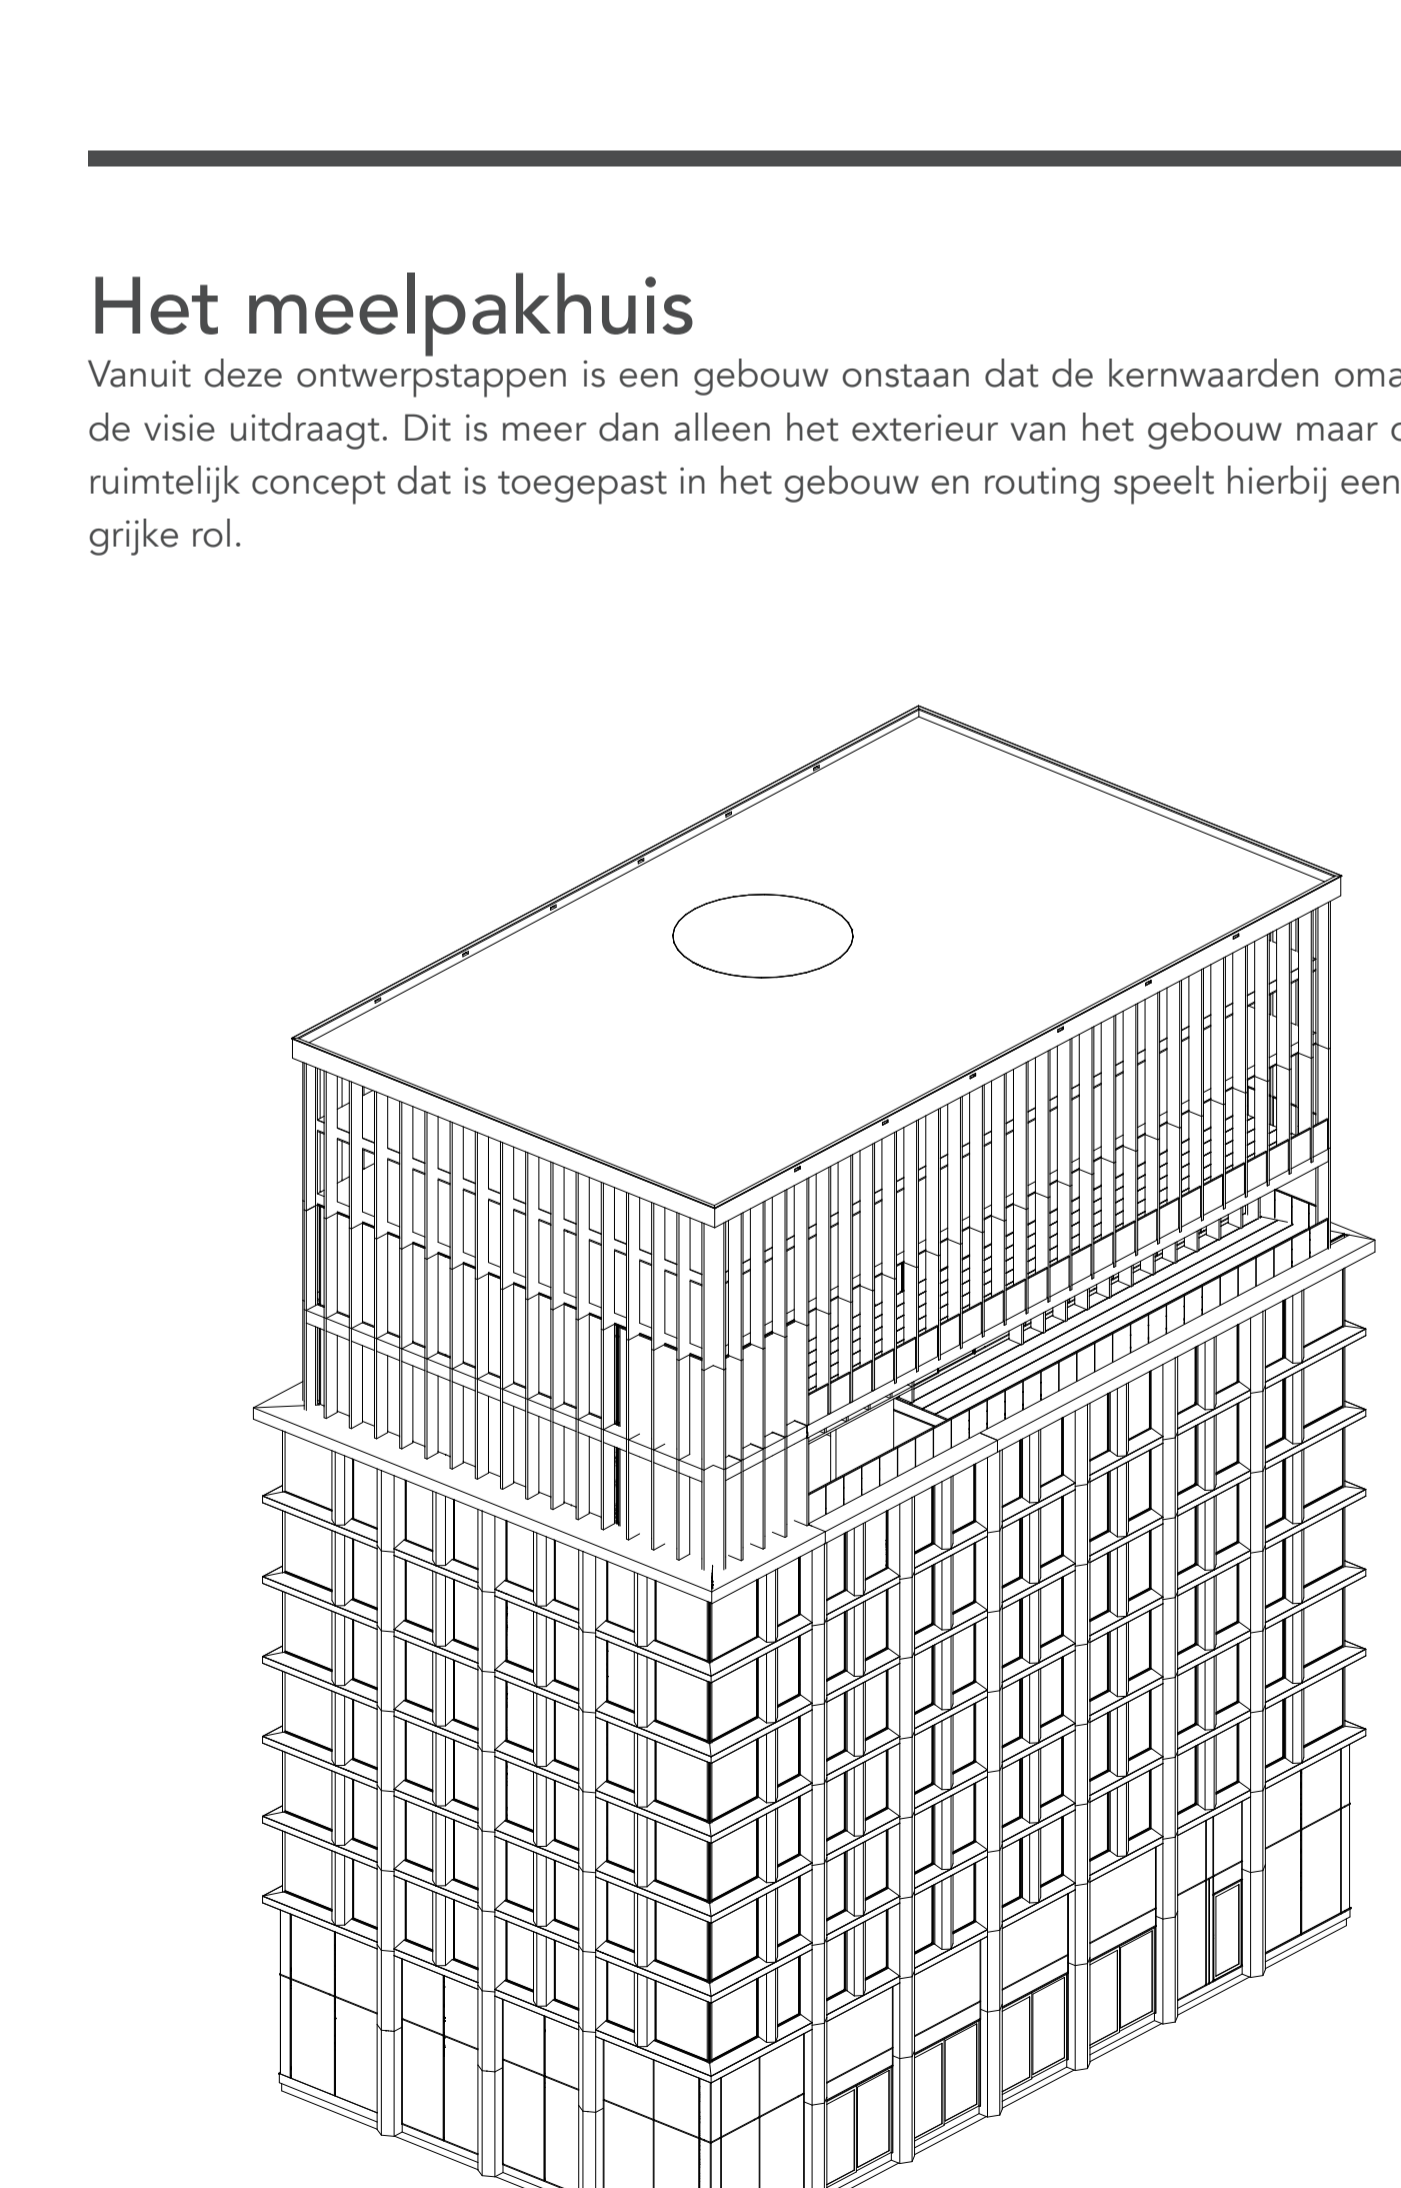 Het meelpakhuis
Vanuit deze ontwerpstappen is een gebouw onstaan dat de kernwaarden
de visie uitdraagt. Dit is meer dan alleen het exterieur van het gebouw maar
ruimtelijk concept dat is toegepast in het gebouw en routing speelt hierbij een
grijke rol.